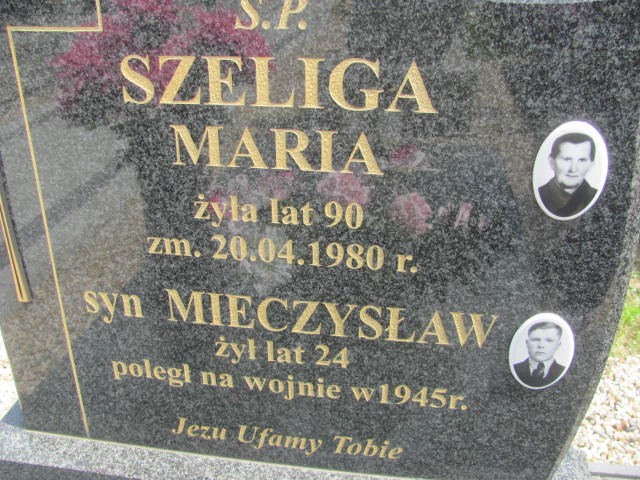 Ś.P.
SZELIGA
MARIA
żyła lat 90
zm. 20.04.1980 r.
syn MIECZYSŁAW
żył lat 24
poległ na wojnie w1945r.
Jezu Ufamy Tobie